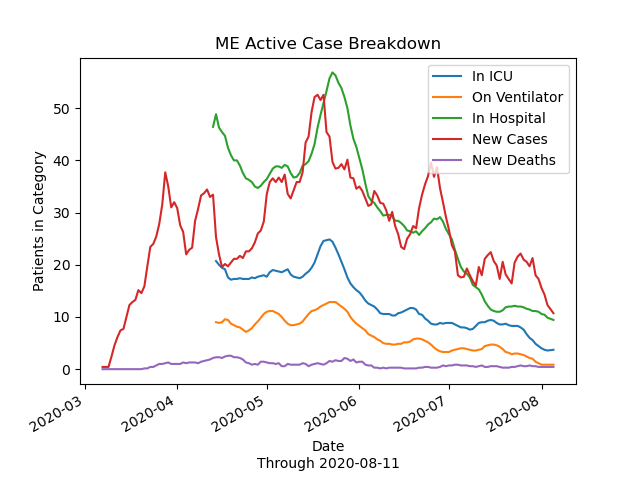 ME Active Case Breakdown
In ICU
On Ventilator
In Hospital
New Cases
New Deaths
Patients in Category
50
40
30
20
10
0
2020-03
2020-04
2020-05
2020-06
2020-07
2020-08
Date
Through 2020-08-11